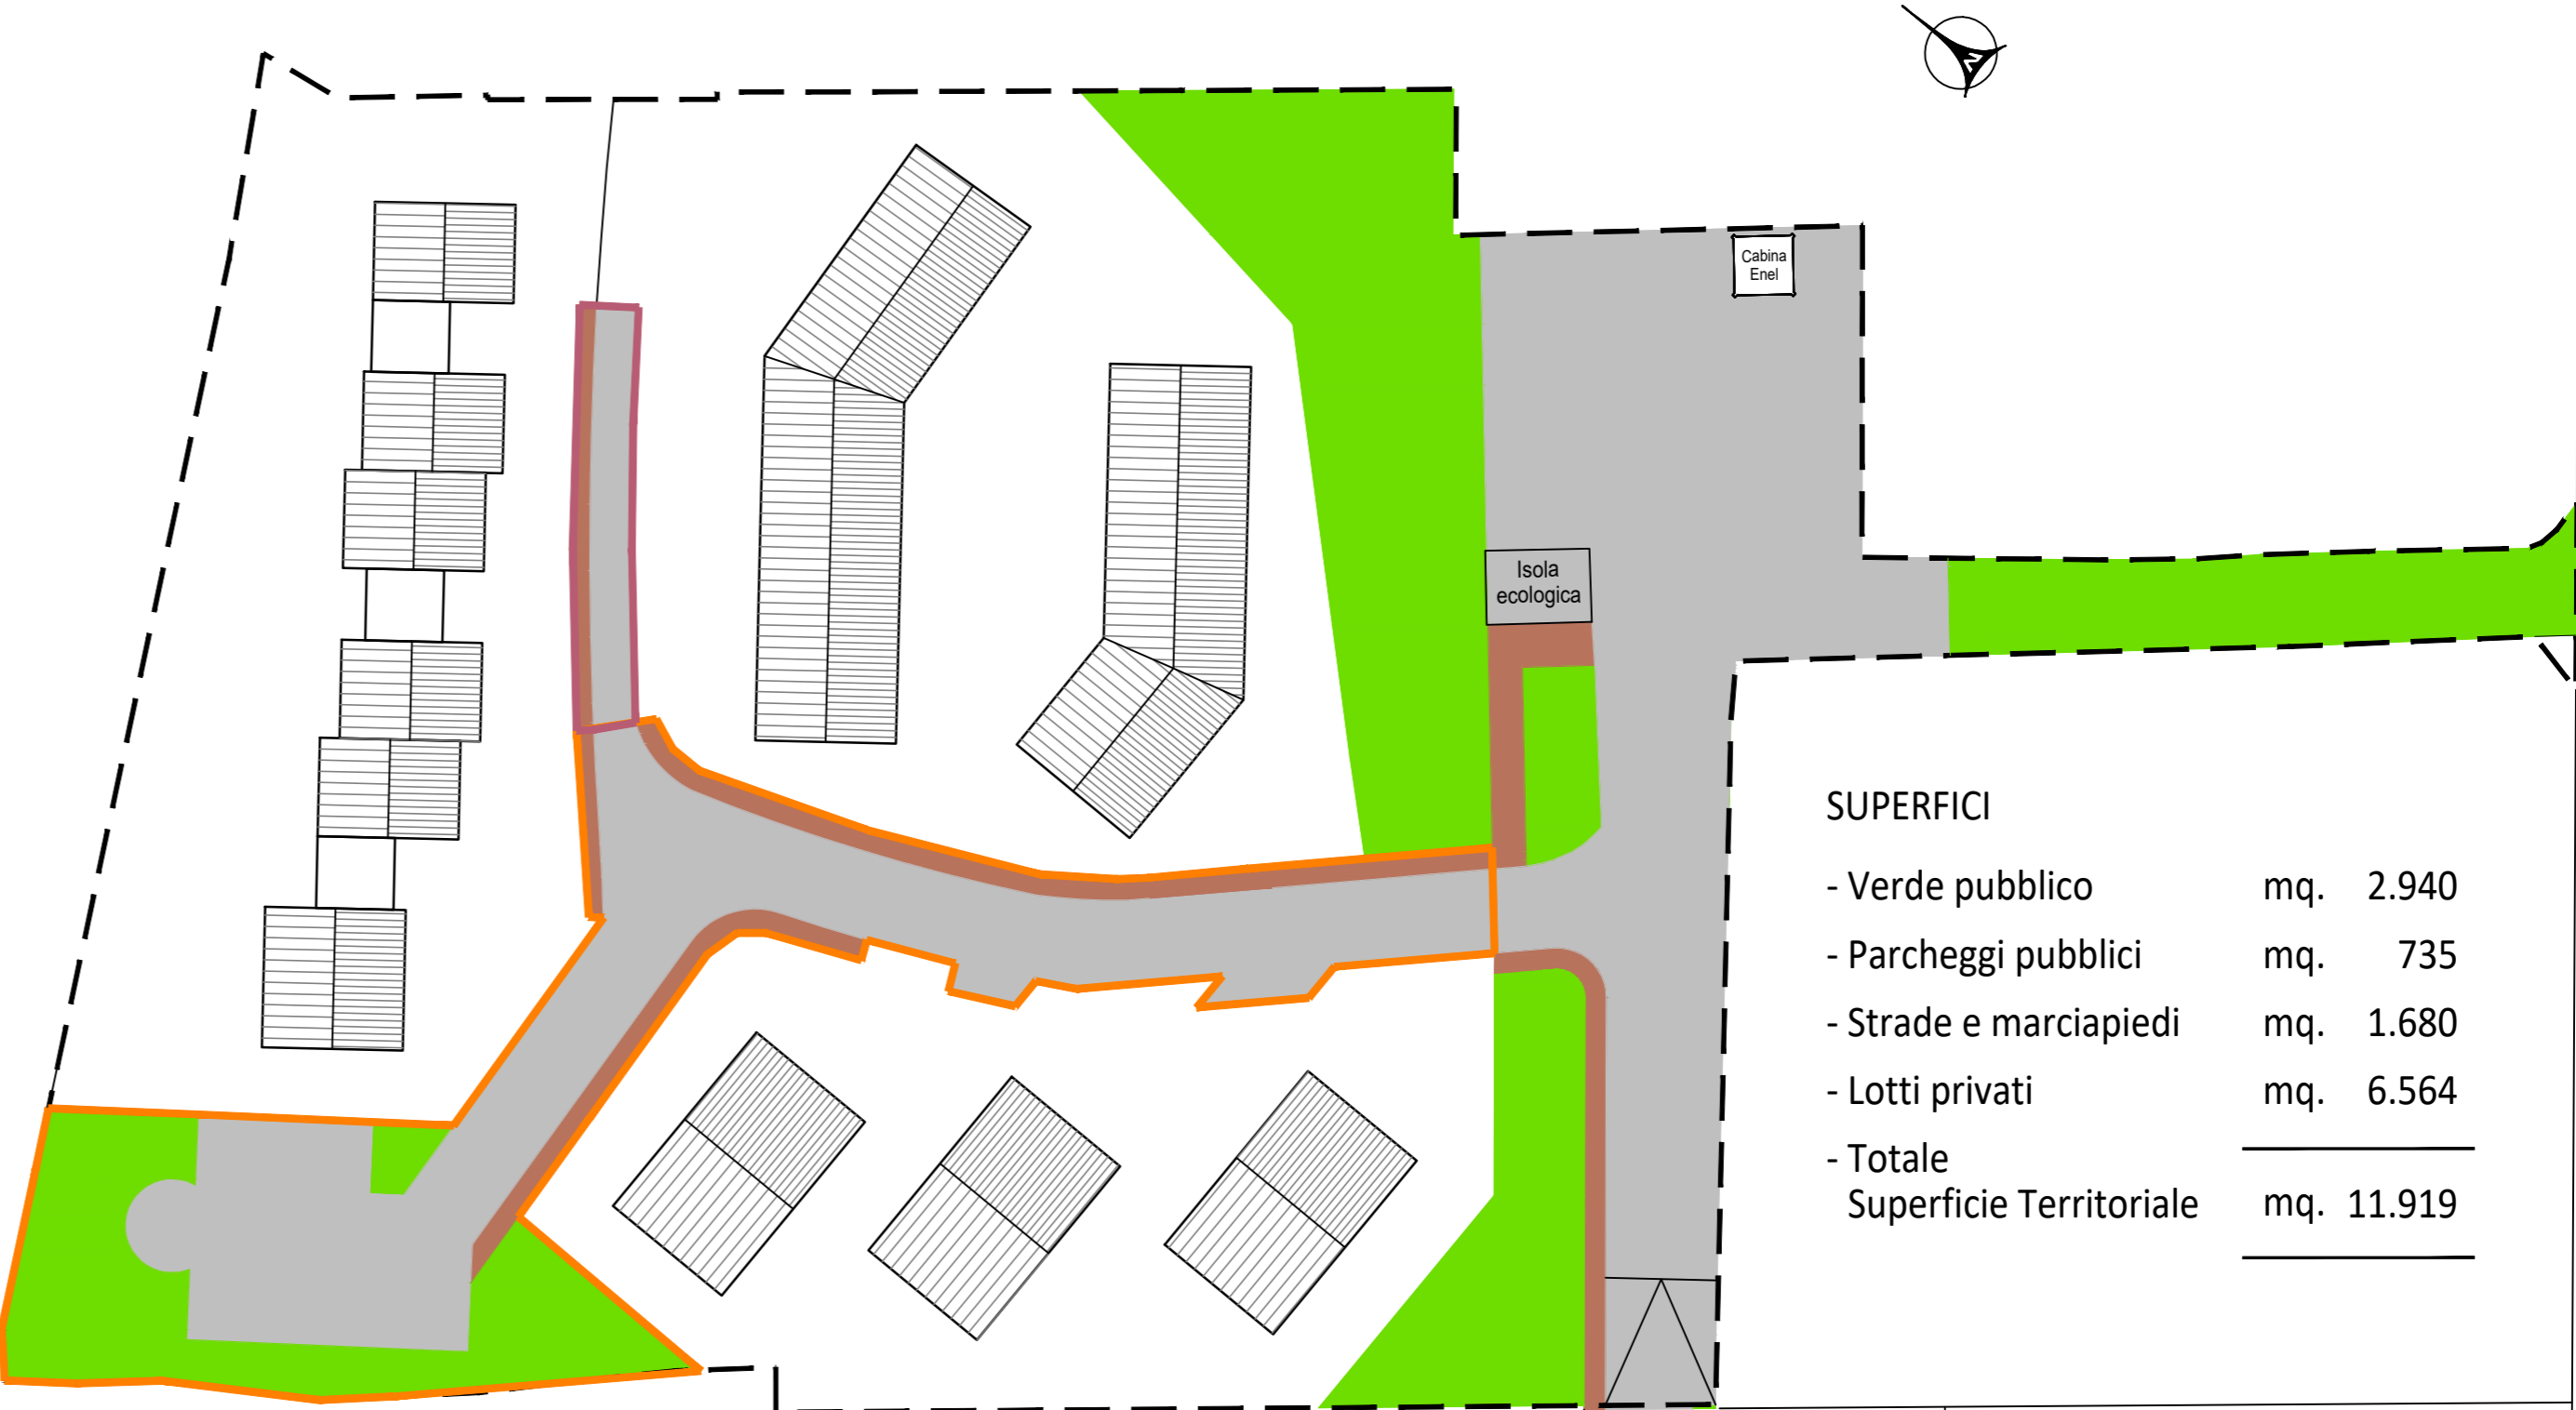 N
Cabina
Enel
Isola
ecologica
SUPERFICI
- Verde pubblico mq. 2.940
- Parcheggi pubblici mq. 735
- Strade e marciapiedi mq. 1.680
- Lotti privati mq. 6.564
- Totale
Superficie Territoriale mq. 11.919